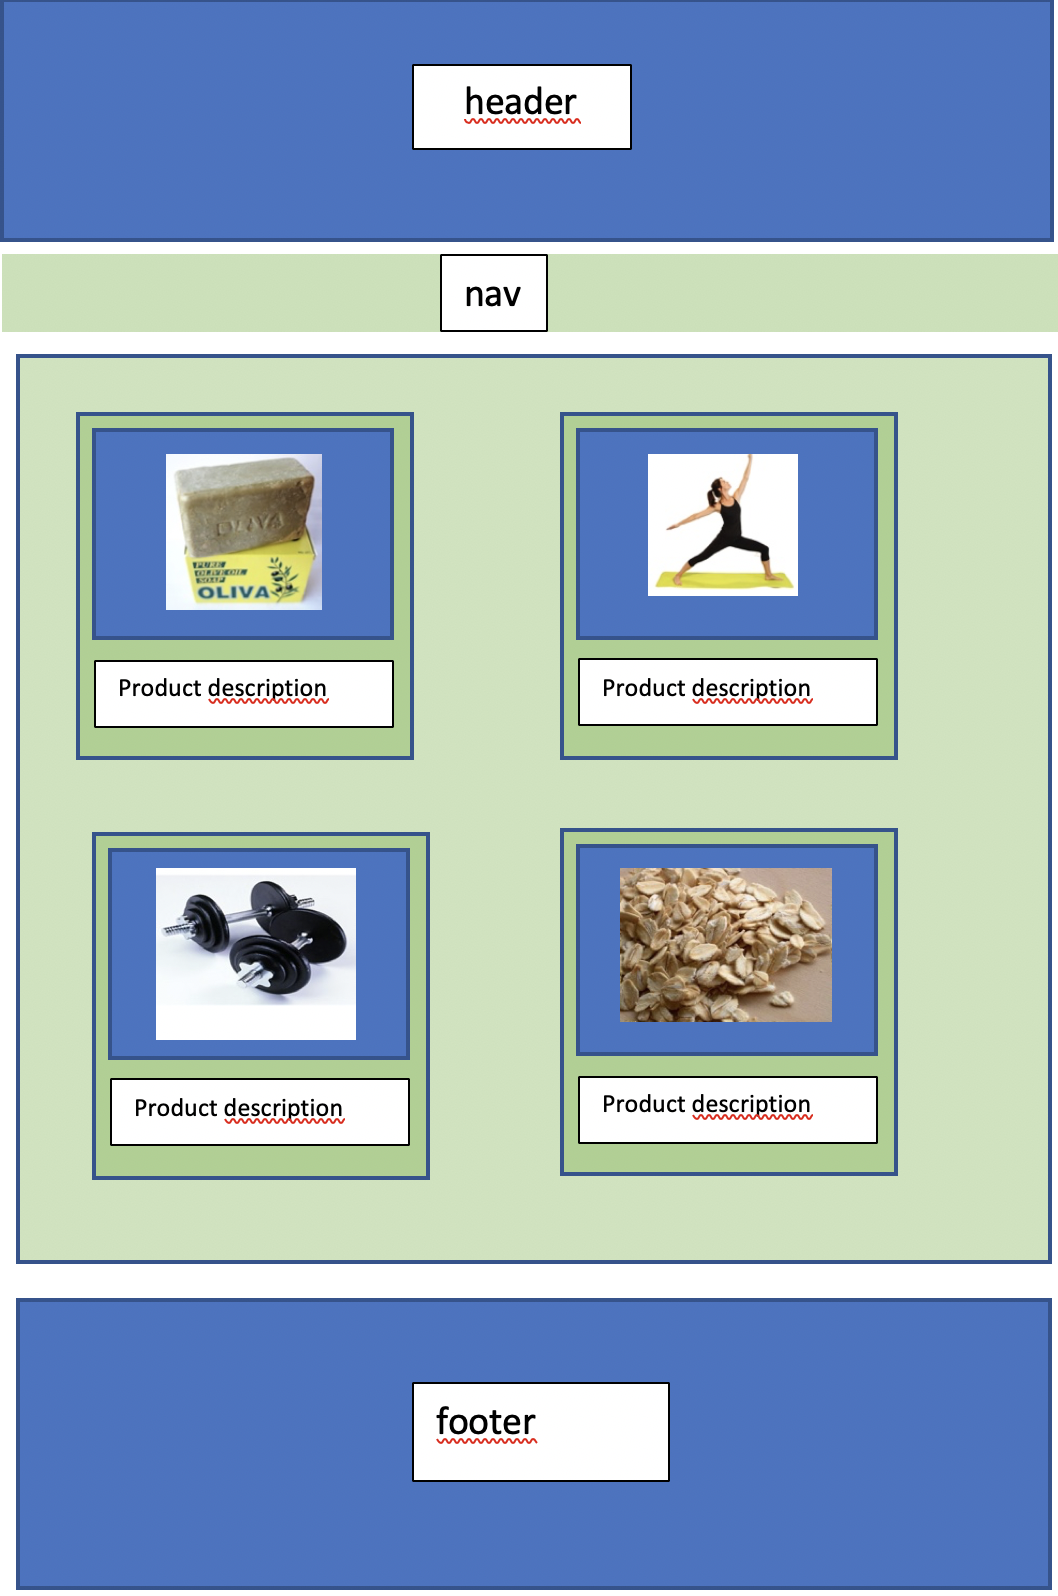 header
nav
OLIVA
PURE
OLIVE OIL
SOAP
OLIVA
Product description
Product description
Product description
Product description
footer